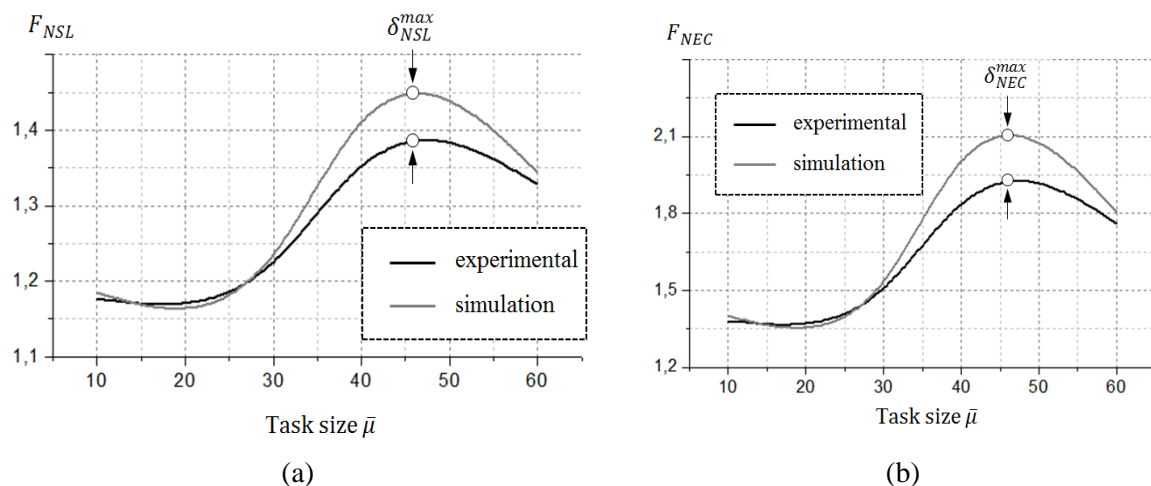 F_NSL
δ_NSL^max
1,4
1,3
1,2
1,1
experimental
simulation
10 20 30 40 50 60
Task size μ̄
(a)
F_NEC
δ_NEC^max
2,1
1,8
1,5
1,2
experimental
simulation
10 20 30 40 50 60
Task size μ̄
(b)